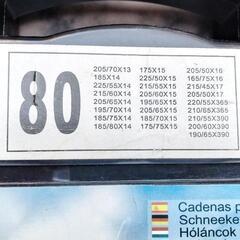 80
205/70X13
185X14
225/55X14
215/60X14
205/65X14
195/70X14
185/75X14
185/80X14
175X15
225/50X15
215/55X15
205/60X15
195/65X15
195/65X15
185/70X15
175/75X15
205/50X16
165/75X16
215/45X17
205/50X17
220/55X365
210/65X365
210/55X390
200/60X390
190/65X390
Cadenas p
Schneeke
Hóláncok